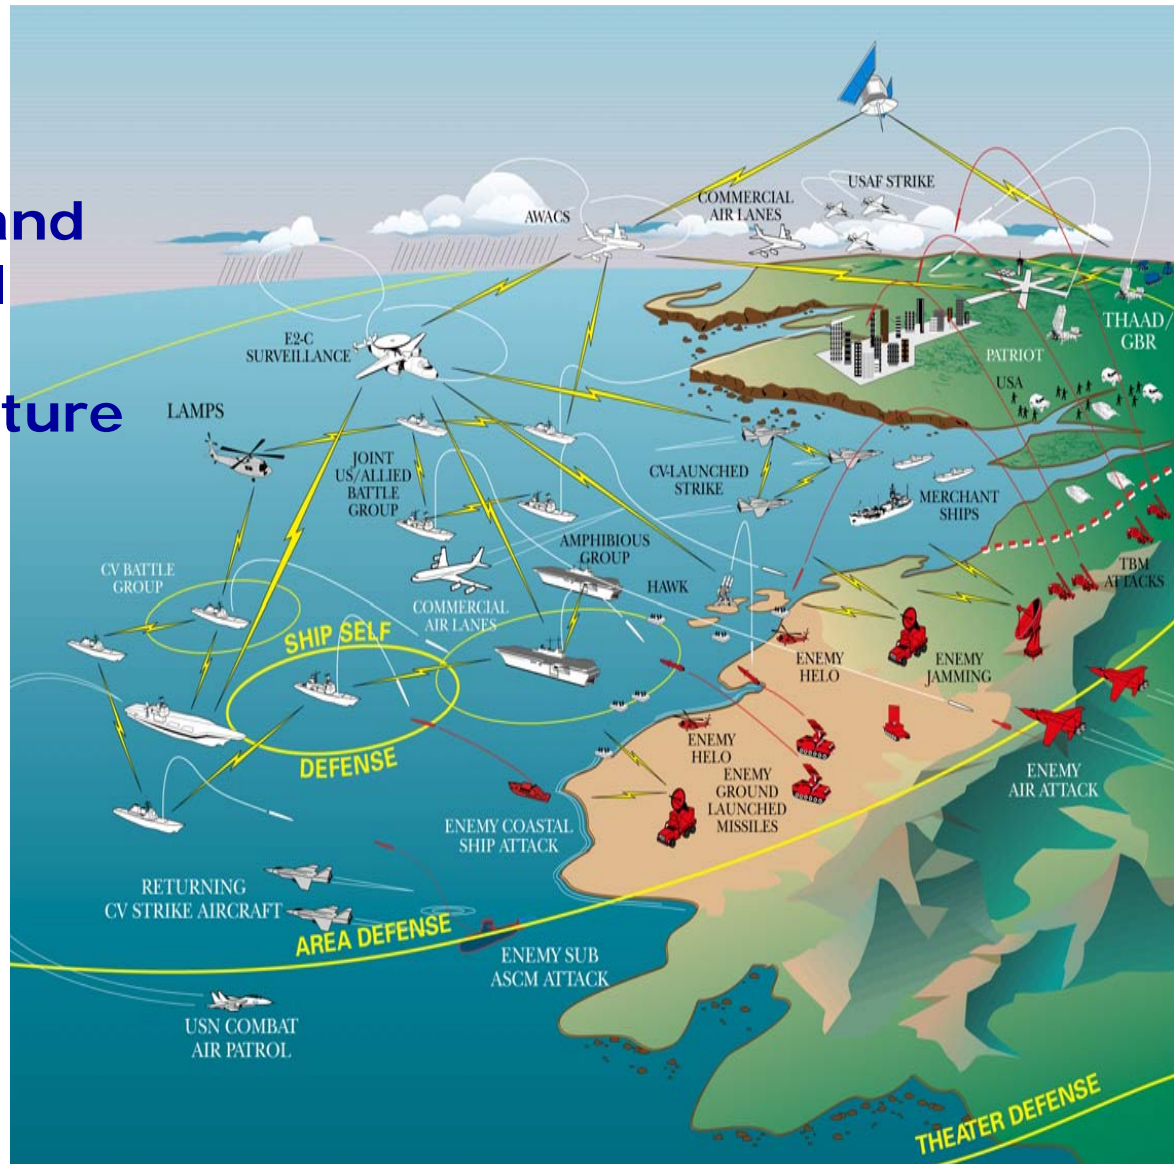 and
ture
USAF STRIKE
COMMERCIAL
AIR LANES
AWACS
E2-C
SURVEILLANCE
THAAD/
GBR
PATRIOT
USA
LAMPS
JOINT
US/ALLIED
BATTLE
GROUP
CV-LAUNCHED
STRIKE
MERCHANT
SHIPS
AMPHIBIOUS
GROUP
HAWK
TBM
ATTACKS
CV BATTLE
GROUP
COMMERCIAL
AIR LANES
SHIP SELF
DEFENSE
ENEMY
HELO
ENEMY
JAMMING
ENEMY
HELO
ENEMY
GROUND
LAUNCHED
MISSILES
ENEMY
AIR ATTACK
ENEMY COASTAL
SHIP ATTACK
RETURNING
CV STRIKE AIRCRAFT
AREA DEFENSE
ENEMY SUB
ASCM ATTACK
USN COMBAT
AIR PATROL
THEATER DEFENSE